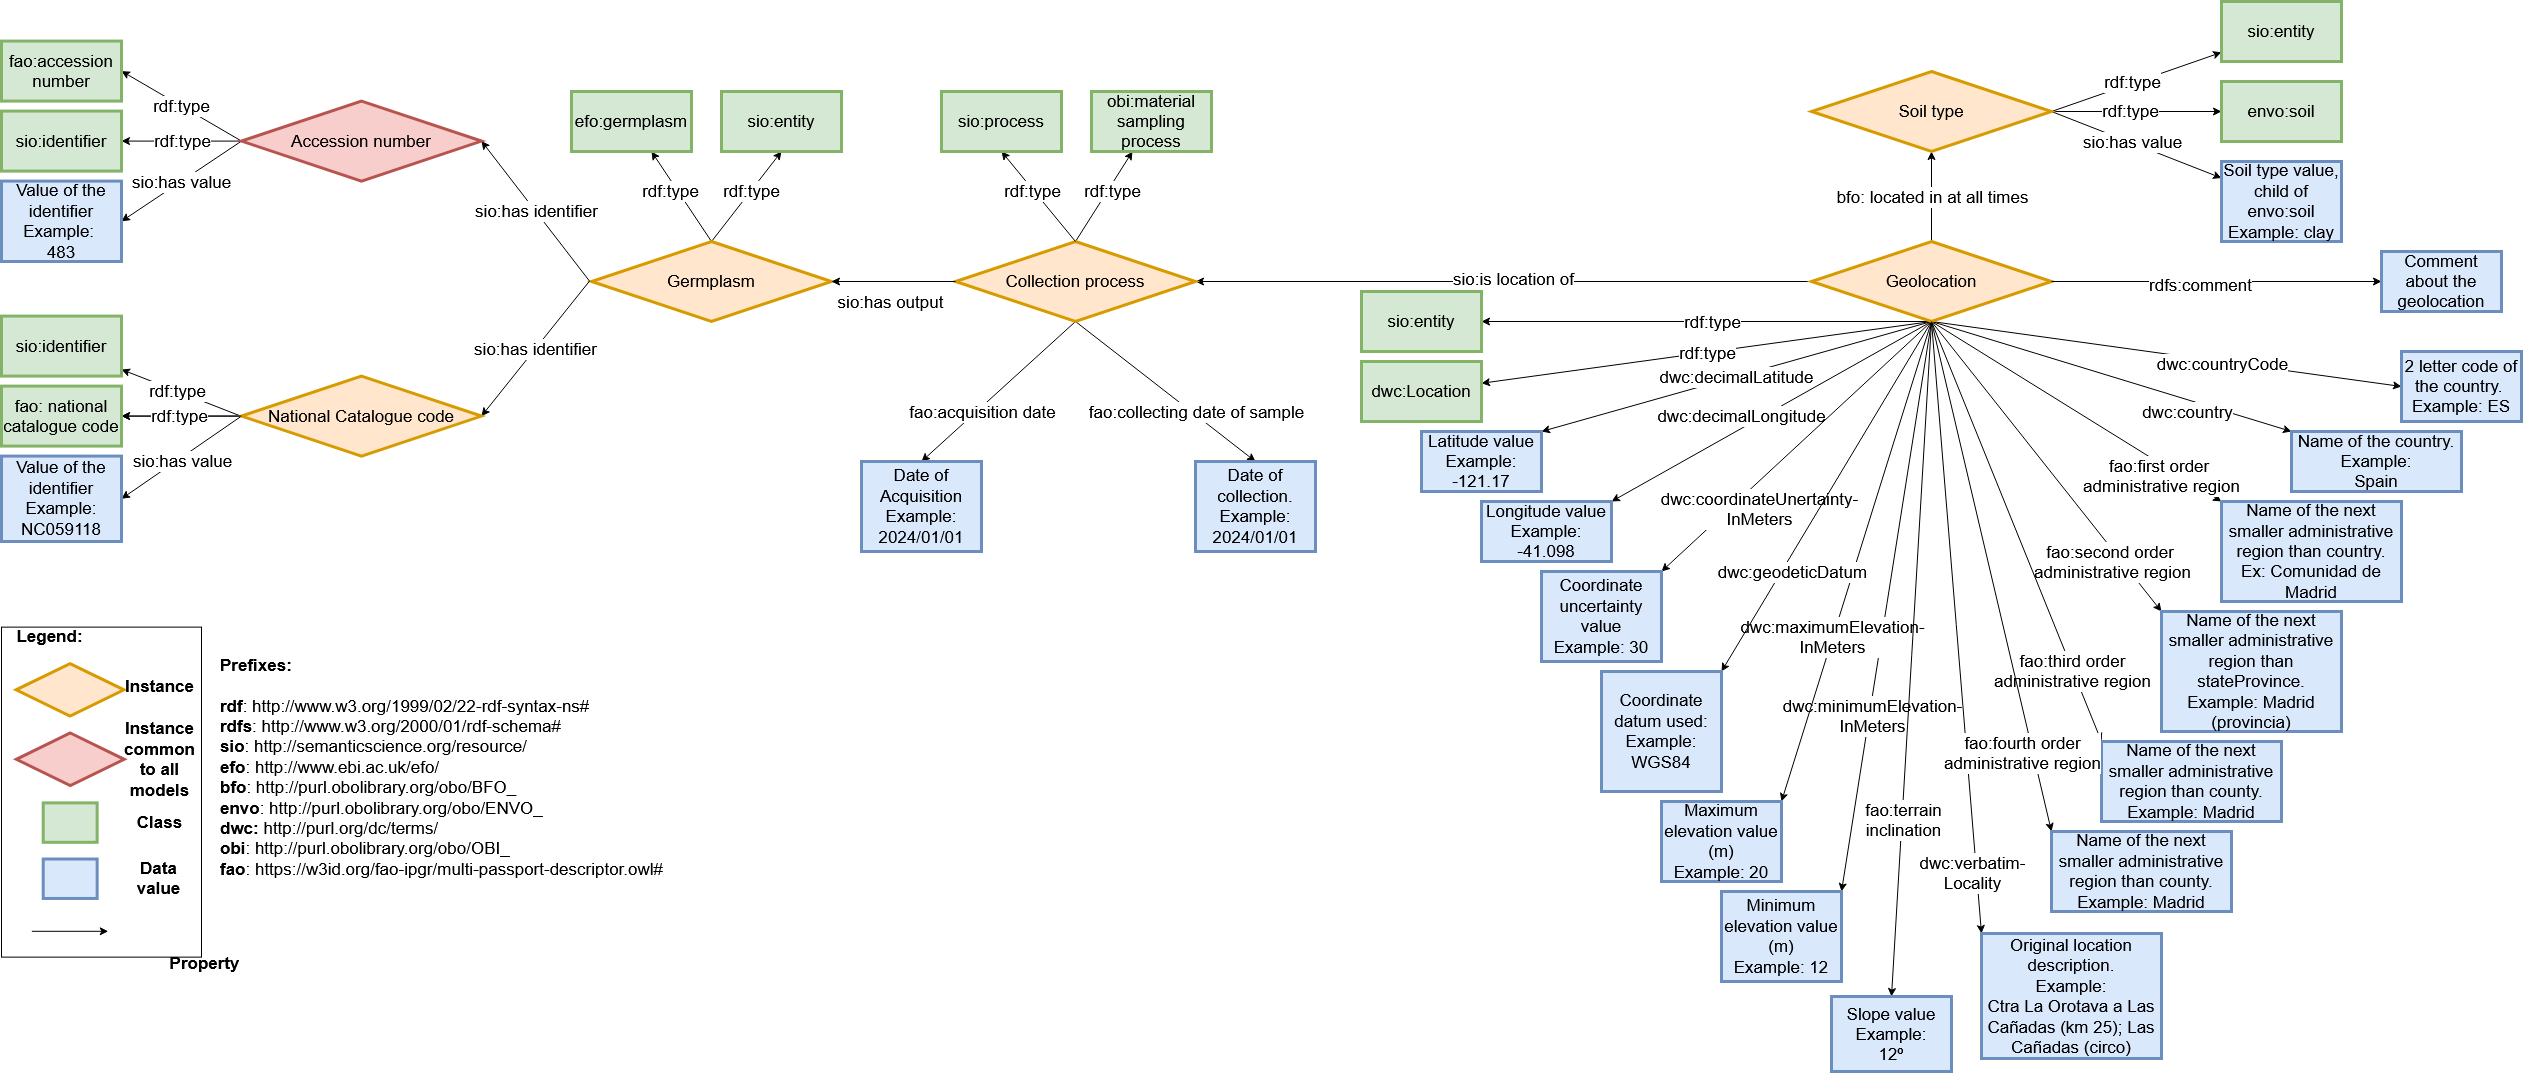 fao:accession
number
rdf:type
sio:identifier
rdf:type
Value of the
identifier
Example:
483
sio:has value
Accession number
sio:has identifier
sio:identifier
rdf:type
fao: national
catalogue code
rdf:type
Value of the
identifier
Example:
NC059118
sio:has value
National Catalogue code
sio:has identifier
efo:germplasm
sio:entity
rdf:type
rdf:type
Germplasm
sio:has output
sio:process
obi:material
sampling
process
rdf:type
rdf:type
Collection process
fao:acquisition date
fao:collecting date of sample
Date of
Acquisition
Example:
2024/01/01
Date of
collection.
Example:
2024/01/01
sio:is location of
sio:entity
rdf:type
envo:soil
rdf:type
Soil type
sio:has value
Soil type value,
child of
envo:soil
Example: clay
bfo: located in at all times
Geolocation
rdfs:comment
Comment
about the
geolocation
sio:entity
rdf:type
dwc:Location
rdf:type
dwc:decimalLatitude
Latitude value
Example:
-121.17
dwc:decimalLongitude
Longitude value
Example:
-41.098
dwc:coordinateUnertainty-
InMeters
Coordinate
uncertainty
value
Example: 30
dwc:geodeticDatum
Coordinate
datum used:
Example:
WGS84
dwc:maximumElevation-
InMeters
Maximum
elevation value
(m)
Example: 20
dwc:minimumElevation-
InMeters
Minimum
elevation value
(m)
Example: 12
fao:terrain
inclination
Slope value
Example:
12º
dwc:verbatim-
Locality
Original location
description.
Example:
Ctra La Orotava a Las
Cañadas (km 25); Las
Cañadas (circo)
fao:fourth order
administrative region
Name of the next
smaller administrative
region than county.
Example: Madrid
fao:third order
administrative region
Name of the next
smaller administrative
region than county.
Example: Madrid
fao:second order
administrative region
Name of the next
smaller administrative
region than
stateProvince.
Example: Madrid
(provincia)
fao:first order
administrative region
Name of the next
smaller administrative
region than country.
Ex: Comunidad de
Madrid
dwc:country
Name of the country.
Example:
Spain
dwc:countryCode
2 letter code of
the country.
Example: ES
Legend:
Instance
Instance
common
to all
models
Class
Data
value
Property
Prefixes:
rdf: http://www.w3.org/1999/02/22-rdf-syntax-ns#
rdfs: http://www.w3.org/2000/01/rdf-schema#
sio: http://semanticscience.org/resource/
efo: http://www.ebi.ac.uk/efo/
bfo: http://purl.obolibrary.org/obo/BFO_
envo: http://purl.obolibrary.org/obo/ENVO_
dwc: http://purl.org/dc/terms/
obi: http://purl.obolibrary.org/obo/OBI_
fao: https://w3id.org/fao-ipgr/multi-passport-descriptor.owl#